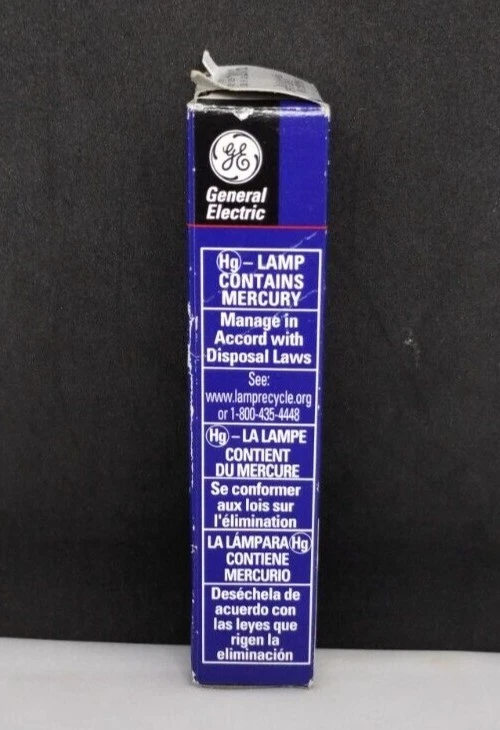 GE
General
Electric
Hg – LAMP
CONTAINS
MERCURY
Manage in
Accord with
Disposal Laws
See:
www.lamprecycle.org
or 1-800-435-4448
Hg – LA LAMPE
CONTIENT
DU MERCURE
Se conformer
aux lois sur
l'élimination
LA LÁMPARA Hg
CONTIENE
MERCURIO
Deséchela de
acuerdo con
las leyes que
rigen la
eliminación